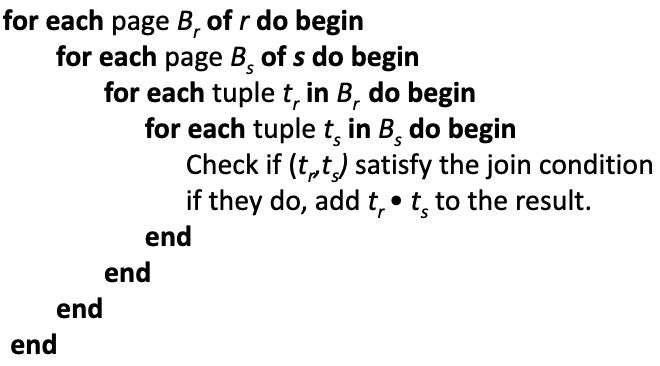 for each page Bᵣ of r do begin
for each page Bₛ of s do begin
for each tuple tᵣ in Bᵣ do begin
for each tuple tₛ in Bₛ do begin
Check if (tᵣ,tₛ) satisfy the join condition
if they do, add tᵣ • tₛ to the result.
end
end
end
end